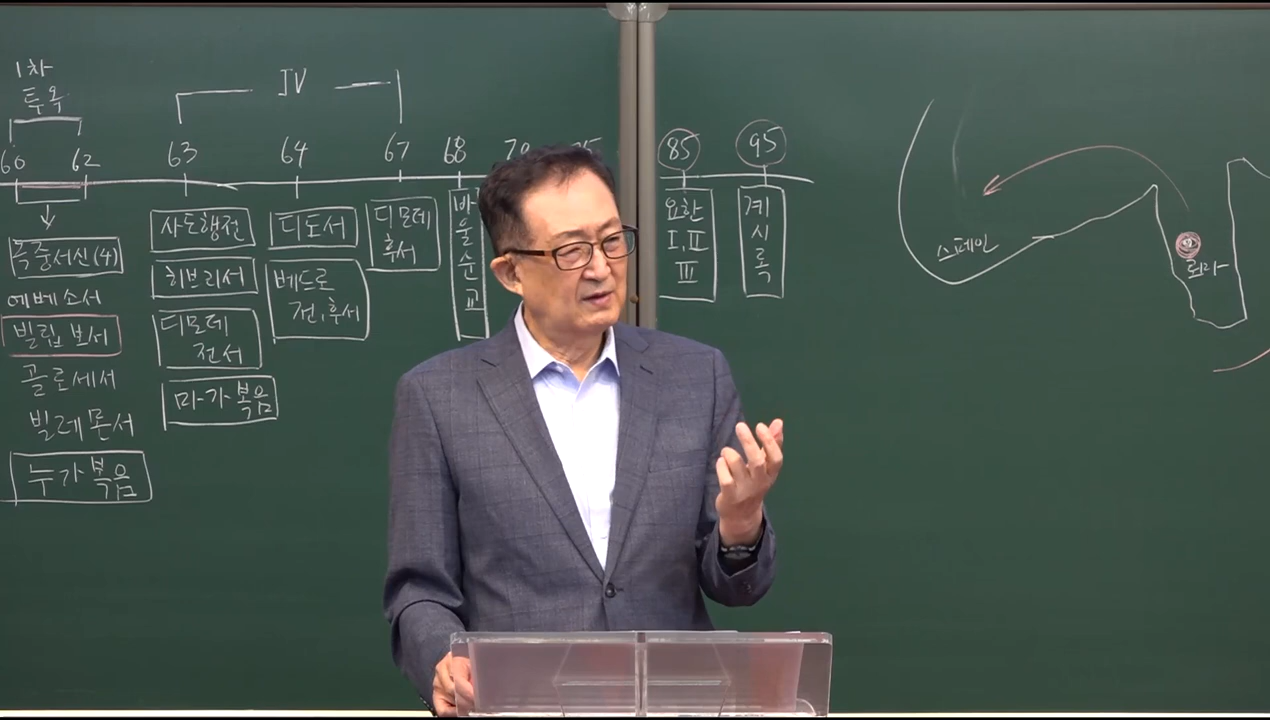 1차
투옥
IV
60
62
63
64
67
68
85
95
옥중서신(4)
에베소서
빌립보서
골로새서
빌레몬서
누가복음
사도행전
히브리서
디모데
전서
마가복음
디도서
베드로
전,후서
디모데
후서
바
울
순
교
요한
I, II
III
계
시
록
스페인
로마